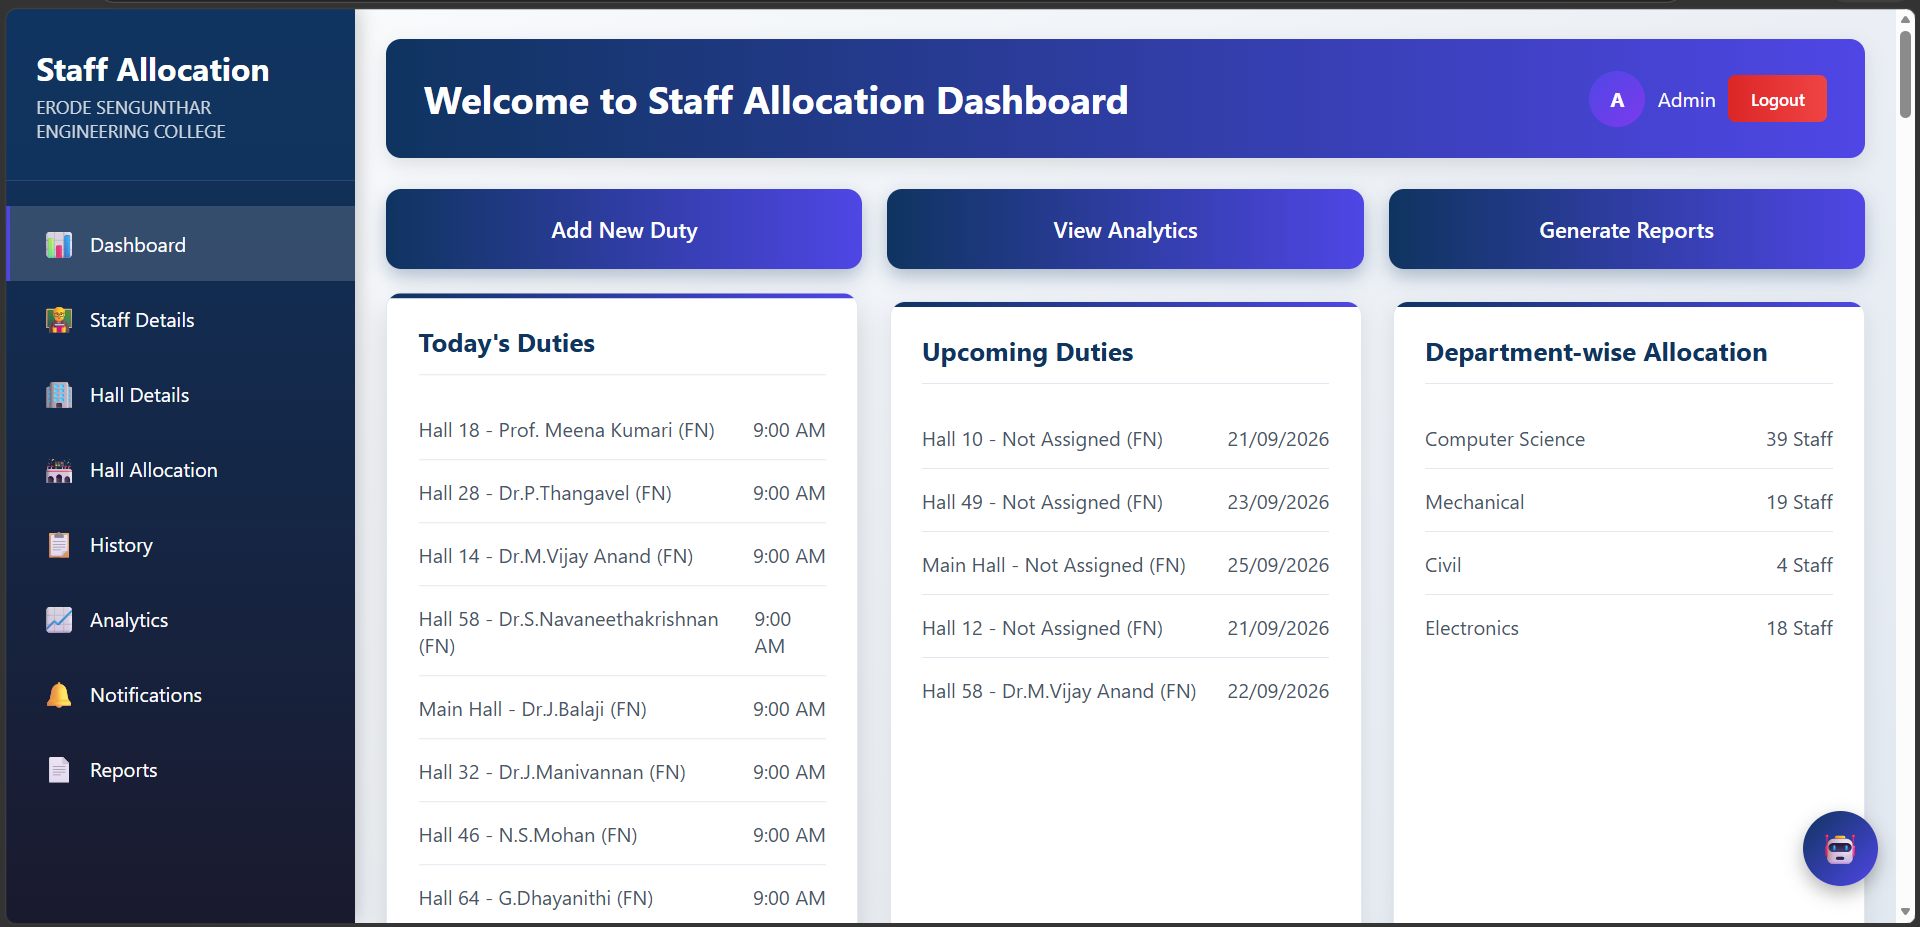 Staff Allocation
ERODE SENGUNTHAR
ENGINEERING COLLEGE
Dashboard
Staff Details
Hall Details
Hall Allocation
History
Analytics
Notifications
Reports
Welcome to Staff Allocation Dashboard
A Admin Logout
Add New Duty
View Analytics
Generate Reports
Today's Duties
Hall 18 - Prof. Meena Kumari (FN) 9:00 AM
Hall 28 - Dr.P.Thangavel (FN) 9:00 AM
Hall 14 - Dr.M.Vijay Anand (FN) 9:00 AM
Hall 58 - Dr.S.Navaneethakrishnan 9:00
(FN) AM
Main Hall - Dr.J.Balaji (FN) 9:00 AM
Hall 32 - Dr.J.Manivannan (FN) 9:00 AM
Hall 46 - N.S.Mohan (FN) 9:00 AM
Hall 64 - G.Dhayanithi (FN) 9:00 AM
Upcoming Duties
Hall 10 - Not Assigned (FN) 21/09/2026
Hall 49 - Not Assigned (FN) 23/09/2026
Main Hall - Not Assigned (FN) 25/09/2026
Hall 12 - Not Assigned (FN) 21/09/2026
Hall 58 - Dr.M.Vijay Anand (FN) 22/09/2026
Department-wise Allocation
Computer Science 39 Staff
Mechanical 19 Staff
Civil 4 Staff
Electronics 18 Staff